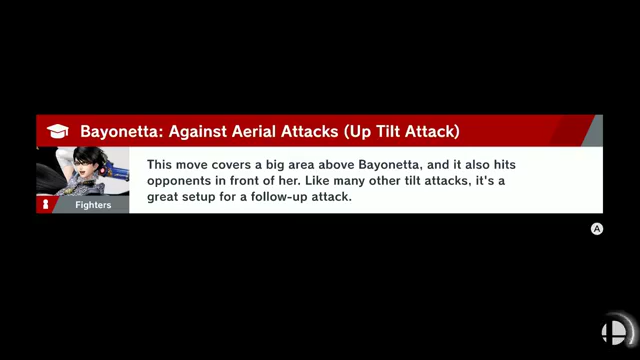 Bayonetta: Against Aerial Attacks (Up Tilt Attack)
This move covers a big area above Bayonetta, and it also hits
opponents in front of her. Like many other tilt attacks, it's a
great setup for a follow-up attack.
Fighters
A